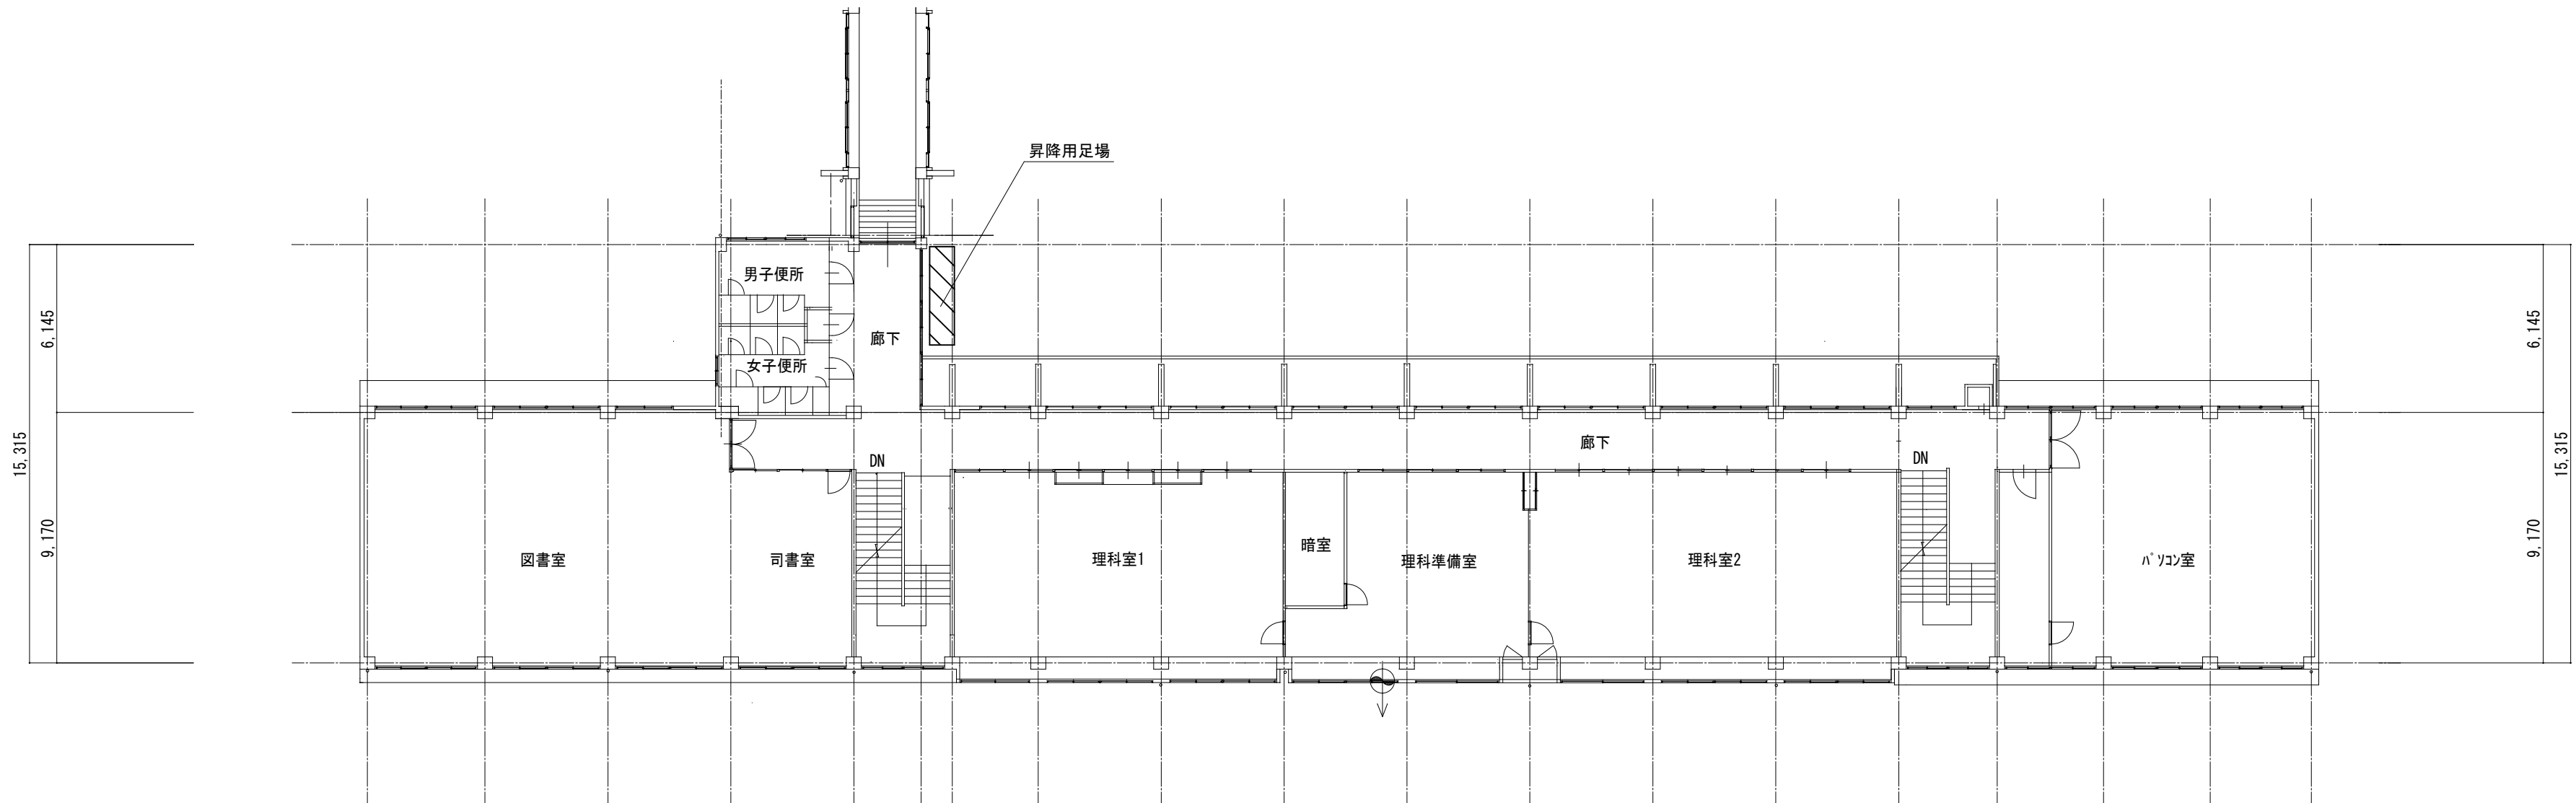 昇降用足場
男子便所
6,145
6,145
廊下
女子便所
15,315
廊下
15,315
DN
DN
9,170
9,170
図書室
司書室
理科室1
暗室
理科準備室
理科室2
パソコン室